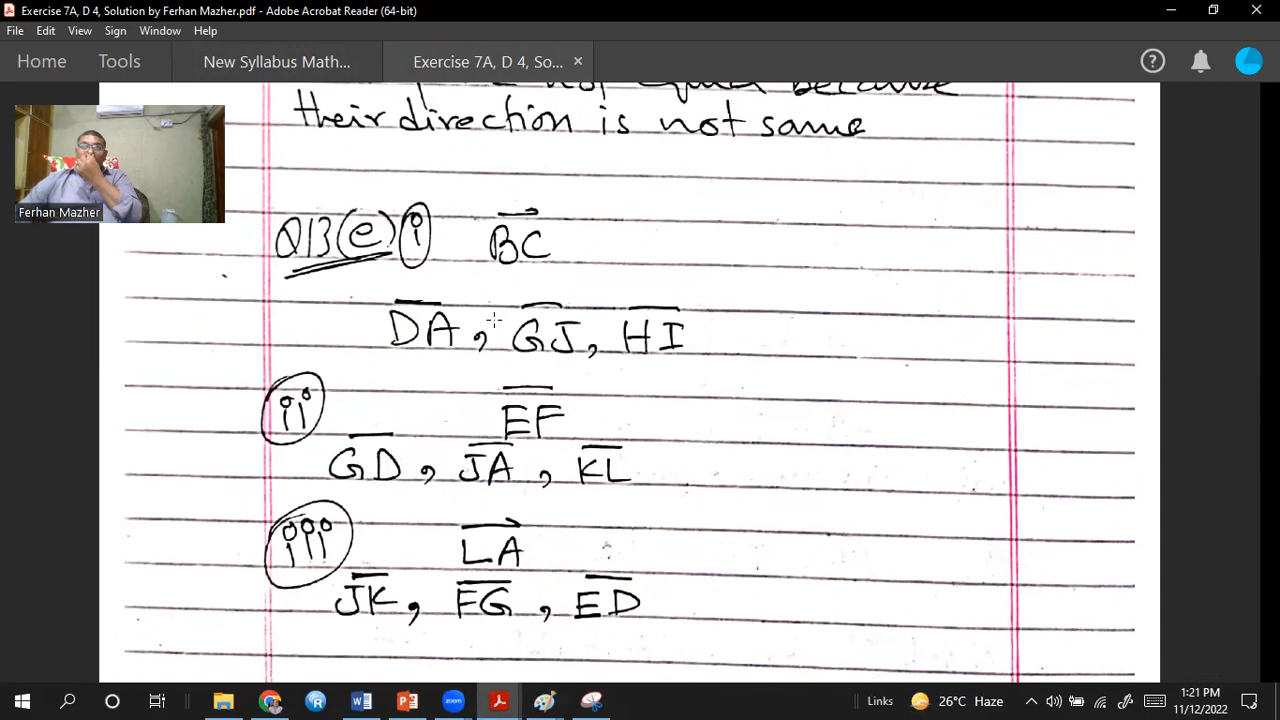 Exercise 7A, D 4, Solution by Ferhan Mazher.pdf - Adobe Acrobat Reader (64-bit)
File Edit View Sign Window Help
Home Tools New Syllabus Math... Exercise 7A, D 4, So...
not equal because
their direction is not same
Ferhan Mazher
Q13(e) i BC
DA, GJ, HI
ii EF
GD, JA, KL
iii LA
JK, FG, ED
Links 26°C Haze 1:21 PM
11/12/2022